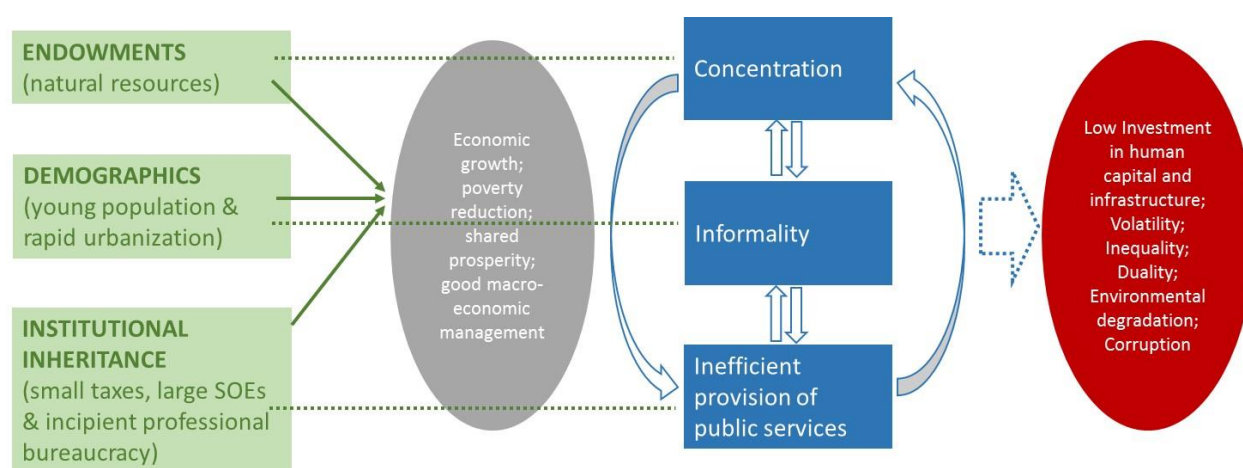 ENDOWMENTS
(natural resources)
DEMOGRAPHICS
(young population &
rapid urbanization)
INSTITUTIONAL
INHERITANCE
(small taxes, large SOEs
& incipient professional
bureaucracy)
Economic
growth;
poverty
reduction;
shared
prosperity;
good macro-
economic
management
Concentration
Informality
Inefficient
provision of
public services
Low Investment
in human
capital and
infrastructure;
Volatility;
Inequality;
Duality;
Environmental
degradation;
Corruption